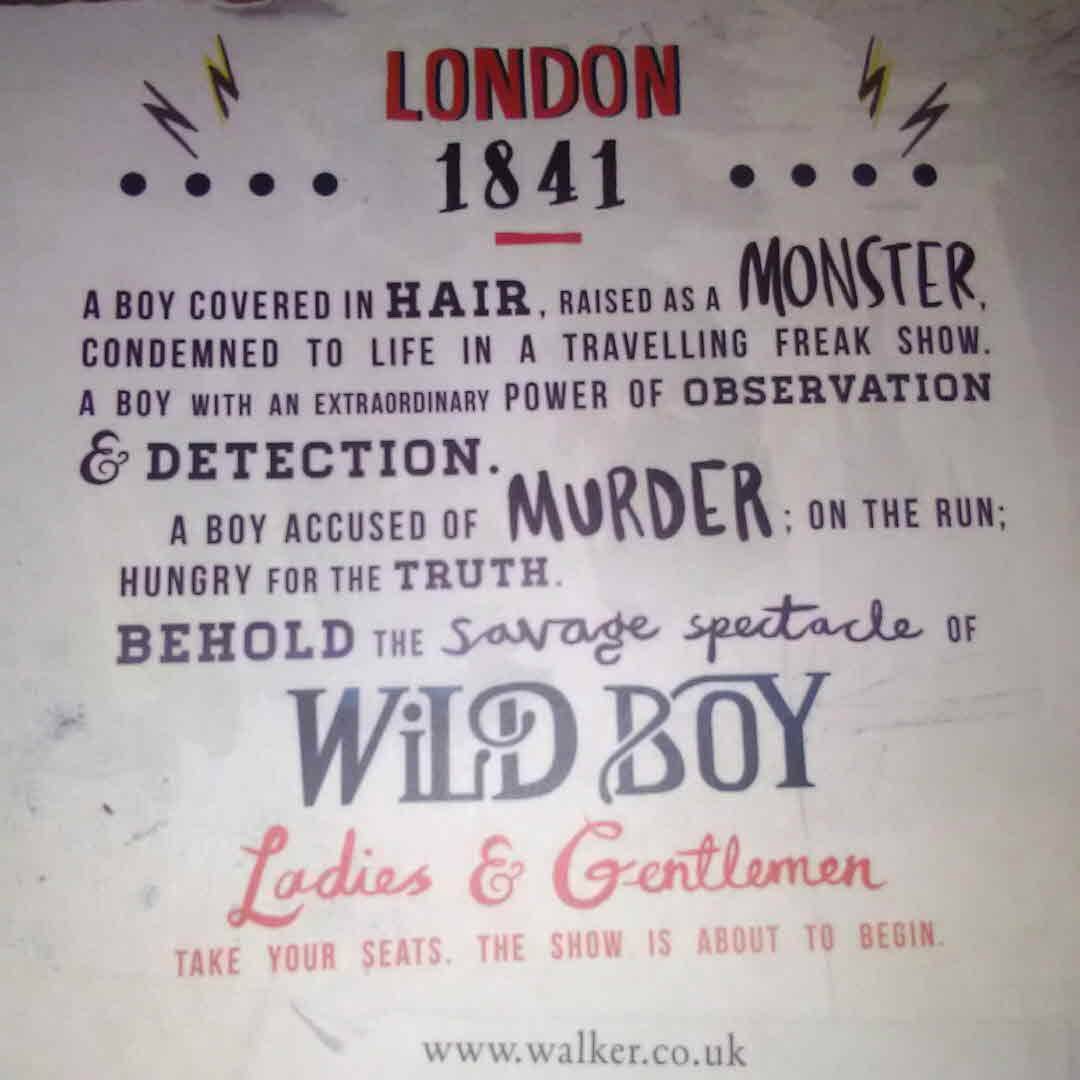 LONDON
1841
A BOY COVERED IN HAIR, RAISED AS A MONSTER,
CONDEMNED TO LIFE IN A TRAVELLING FREAK SHOW.
A BOY WITH AN EXTRAORDINARY POWER OF OBSERVATION
& DETECTION.
A BOY ACCUSED OF MURDER; ON THE RUN;
HUNGRY FOR THE TRUTH.
BEHOLD THE Savage spectacle OF
WiLD BOY
Ladies & Gentlemen
TAKE YOUR SEATS. THE SHOW IS ABOUT TO BEGIN.
www.walker.co.uk